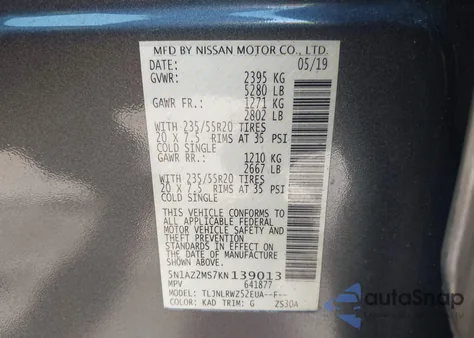 MFD BY NISSAN MOTOR CO., LTD.
DATE: 05/19
GVWR: 2395 KG
5280 LB
GAWR FR.: 1271 KG
2802 LB
WITH 235/55R20 TIRES
20 X 7.5 RIMS AT 35 PSI
COLD SINGLE
GAWR RR.: 1210 KG
2667 LB
WITH 235/55R20 TIRES
20 X 7.5 RIMS AT 35 PSI
COLD SINGLE
THIS VEHICLE CONFORMS TO
ALL APPLICABLE FEDERAL
MOTOR VEHICLE SAFETY
STANDARDS IN EFFECT ON
THE DATE OF MANUFACTURE
SHOWN ABOVE.
5N1AZ2MS7KN139013
MPV 641877
TLJNLRWZ52EUA--F--
COLOR: KAD TRIM: G ZS30A
autoSnap